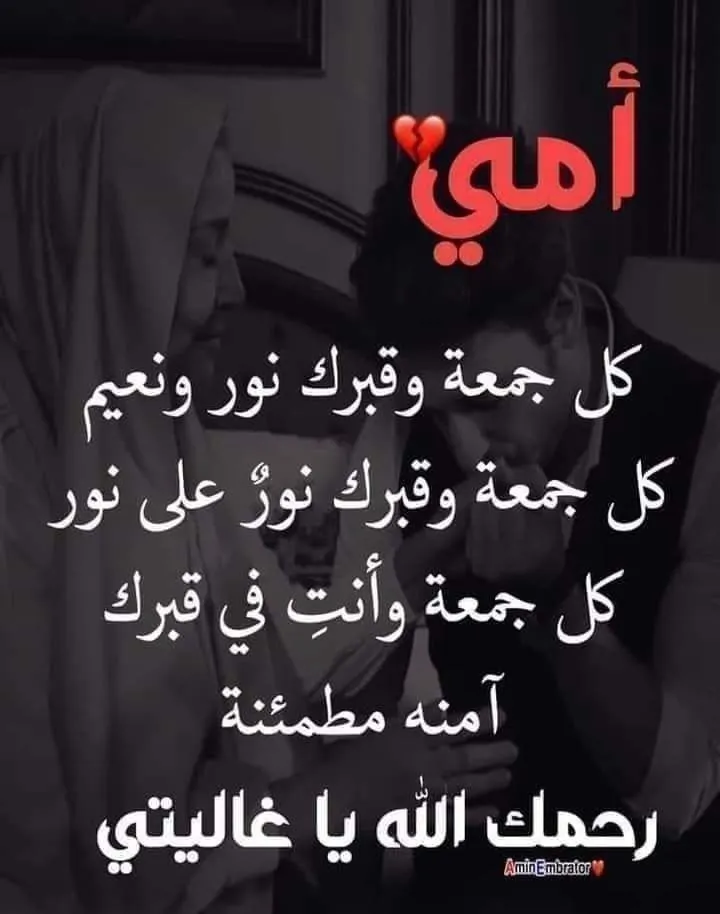 أمي💔
كل جمعة وقبرك نور ونعيم
كل جمعة وقبرك نورٌ على نور
كل جمعة وأنتِ في قبرك
آمنه مطمئنة
رحمك الله يا غاليتي
AminEmbrator♥